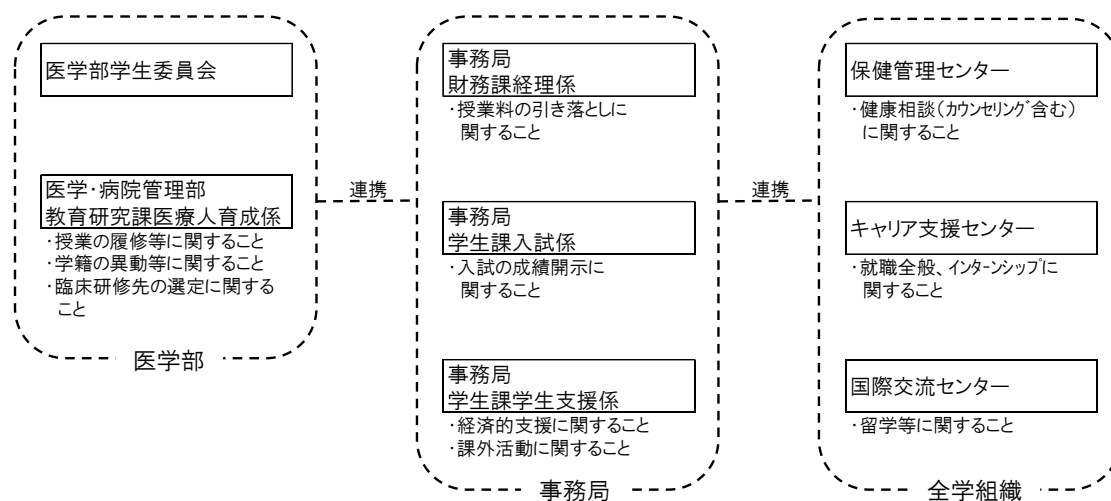 医学部学生委員会
医学・病院管理部
教育研究課医療人育成係
・授業の履修等に関すること
・学籍の異動等に関すること
・臨床研修先の選定に関する
こと
医学部
連携
事務局
財務課経理係
・授業料の引き落としに
関すること
事務局
学生課入試係
・入試の成績開示に
関すること
事務局
学生課学生支援係
・経済的支援に関すること
・課外活動に関すること
事務局
連携
保健管理センター
・健康相談(カウンセリング含む)
に関すること
キャリア支援センター
・就職全般、インターンシップに
関すること
国際交流センター
・留学等に関すること
全学組織